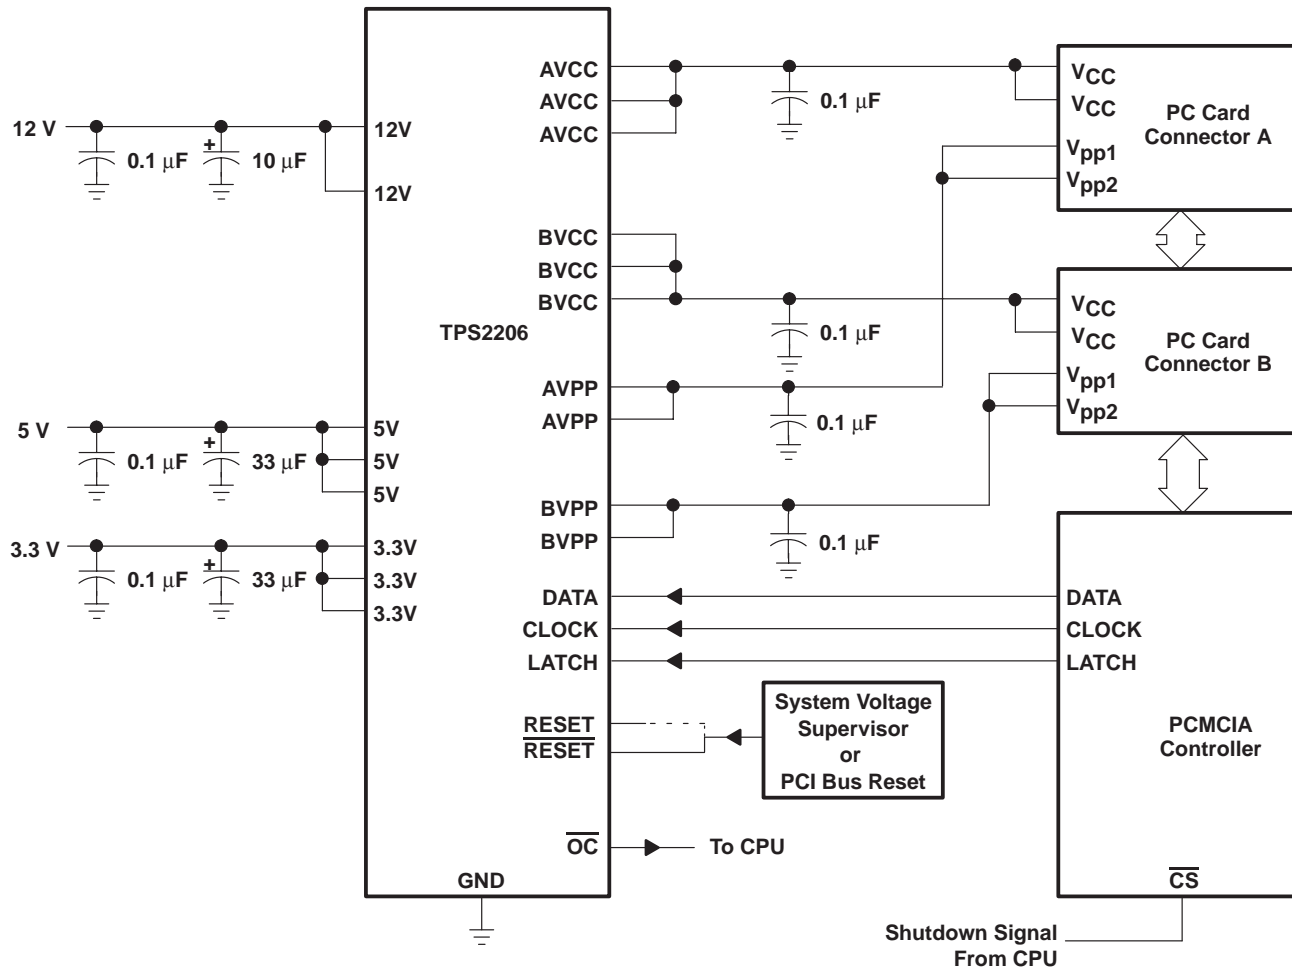 12 V
0.1 µF
+
10 µF
12V
12V
5 V
0.1 µF
+
33 µF
5V
5V
5V
3.3 V
0.1 µF
+
33 µF
3.3V
3.3V
3.3V
TPS2206
GND
AVCC
AVCC
AVCC
0.1 µF
BVCC
BVCC
BVCC
0.1 µF
AVPP
AVPP
0.1 µF
BVPP
BVPP
0.1 µF
DATA
CLOCK
LATCH
RESET
RESET
OC
To CPU
System Voltage
Supervisor
or
PCI Bus Reset
VCC
VCC
Vpp1
Vpp2
PC Card
Connector A
VCC
VCC
Vpp1
Vpp2
PC Card
Connector B
DATA
CLOCK
LATCH
PCMCIA
Controller
CS
Shutdown Signal
From CPU